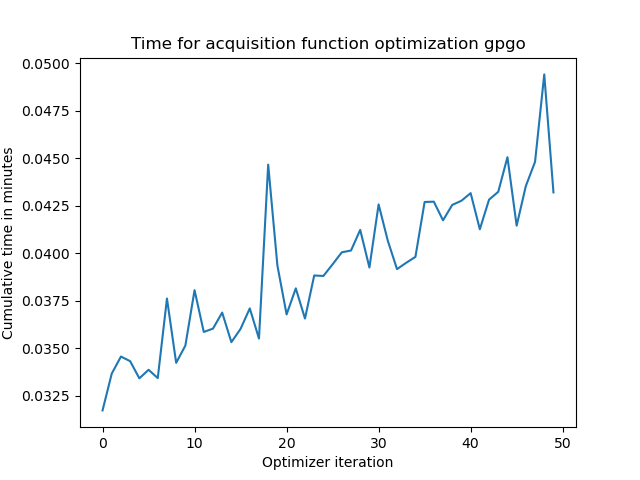 Time for acquisition function optimization gpgo
Cumulative time in minutes
0.0500
0.0475
0.0450
0.0425
0.0400
0.0375
0.0350
0.0325
0 10 20 30 40 50
Optimizer iteration